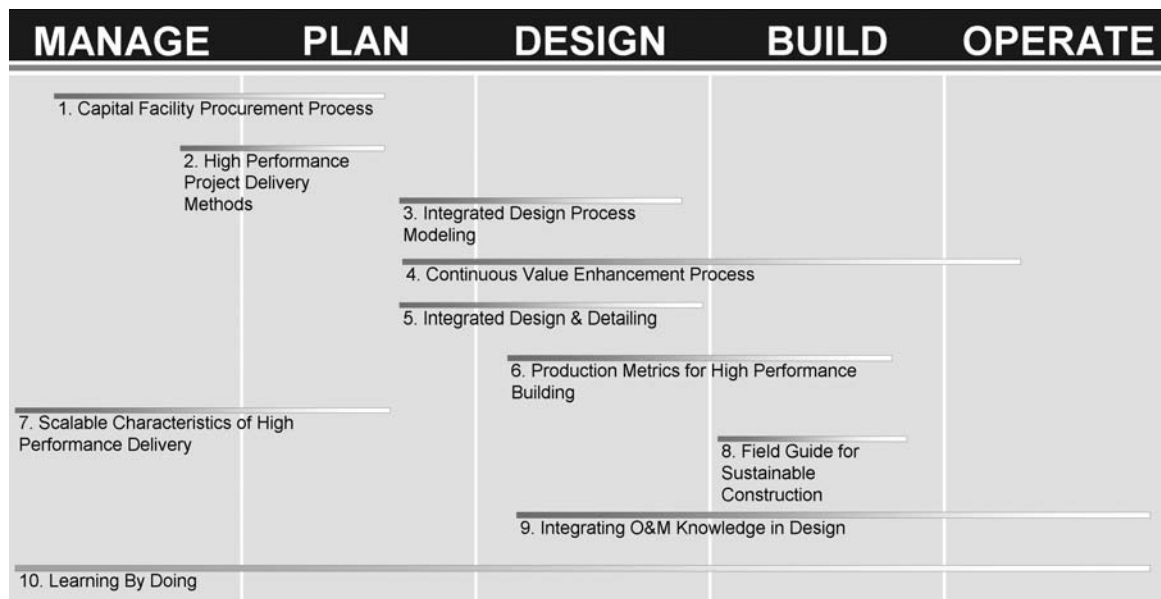 MANAGE PLAN DESIGN BUILD OPERATE
1. Capital Facility Procurement Process
2. High Performance
Project Delivery
Methods
3. Integrated Design Process
Modeling
4. Continuous Value Enhancement Process
5. Integrated Design & Detailing
6. Production Metrics for High Performance
Building
7. Scalable Characteristics of High
Performance Delivery
8. Field Guide for
Sustainable
Construction
9. Integrating O&M Knowledge in Design
10. Learning By Doing